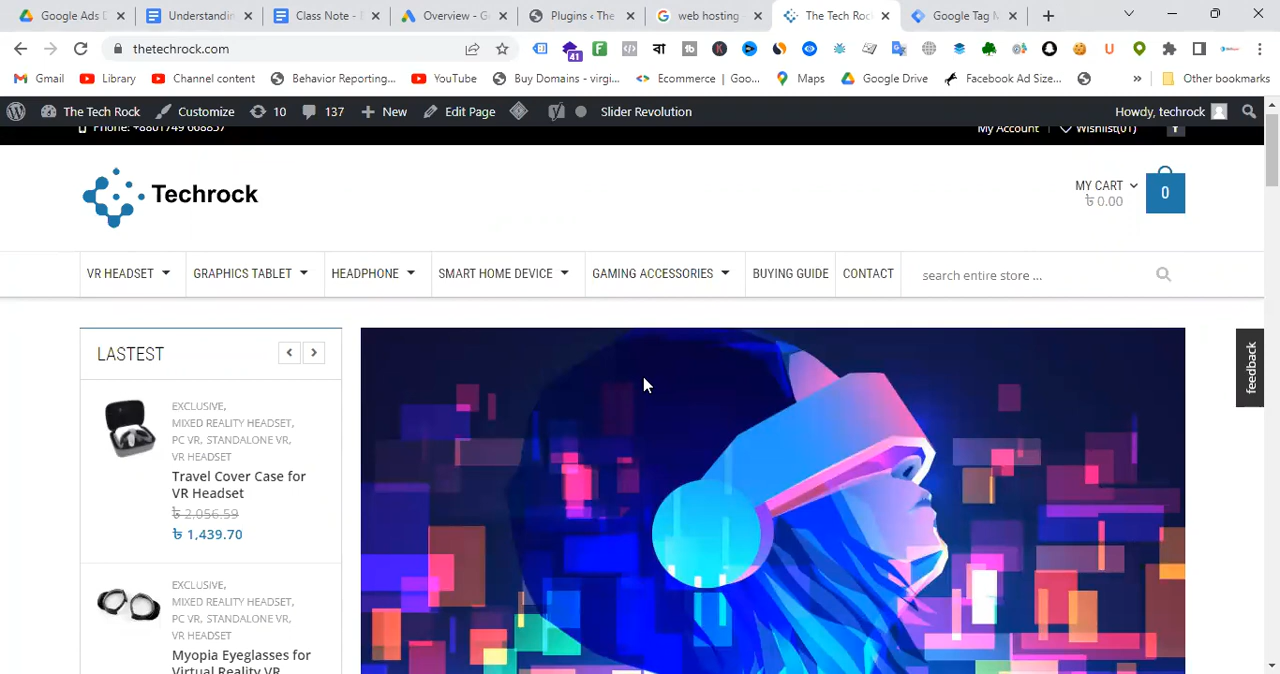 Google Ads D
Understandin
Class Note - 
Overview - G
Plugins ‹ The
web hosting -
The Tech Rock
Google Tag M
thetechrock.com
বা
41
Gmail
Library
Channel content
Behavior Reporting...
YouTube
Buy Domains - virgi...
Ecommerce | Goo...
Maps
Google Drive
Facebook Ad Size...
»
Other bookmarks
The Tech Rock
Customize
10
137
New
Edit Page
Slider Revolution
Howdy, techrock
Phone: +8801749 608857
My Account
Wishlist(01)
Techrock
MY CART
৳ 0.00
0
VR HEADSET
GRAPHICS TABLET
HEADPHONE
SMART HOME DEVICE
GAMING ACCESSORIES
BUYING GUIDE
CONTACT
search entire store ...
LASTEST
EXCLUSIVE,
MIXED REALITY HEADSET,
PC VR, STANDALONE VR,
VR HEADSET
Travel Cover Case for
VR Headset
৳ 2,056.59
৳ 1,439.70
EXCLUSIVE,
MIXED REALITY HEADSET,
PC VR, STANDALONE VR,
VR HEADSET
Myopia Eyeglasses for
Virtual Reality VR
feedback